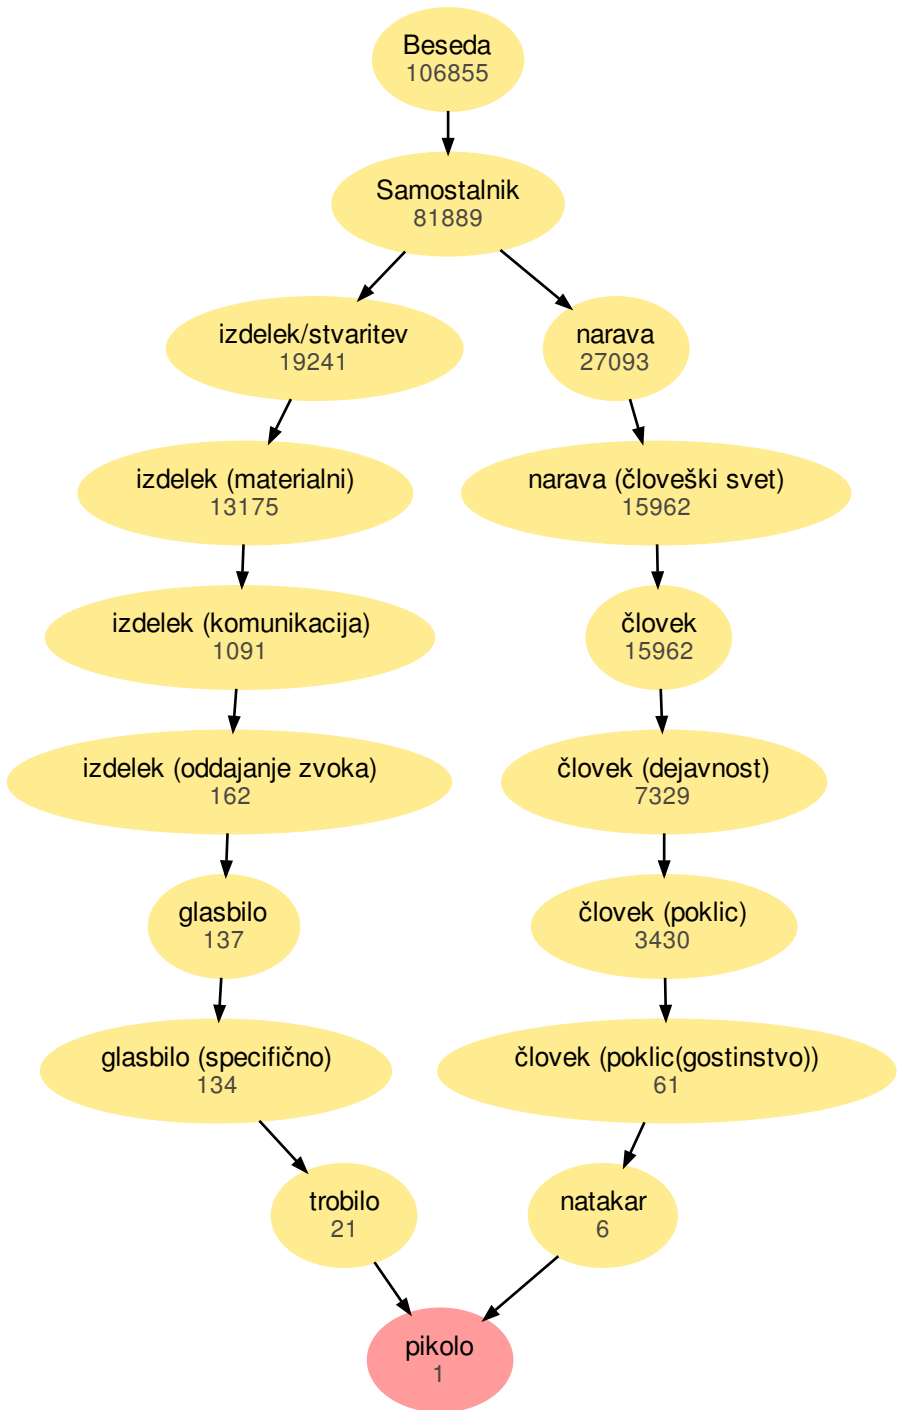 Beseda
106855
Samostalnik
81889
izdelek/stvaritev
19241
narava
27093
izdelek (materialni)
13175
narava (človeški svet)
15962
izdelek (komunikacija)
1091
človek
15962
izdelek (oddajanje zvoka)
162
človek (dejavnost)
7329
glasbilo
137
človek (poklic)
3430
glasbilo (specifično)
134
človek (poklic(gostinstvo))
61
trobilo
21
natakar
6
pikolo
1